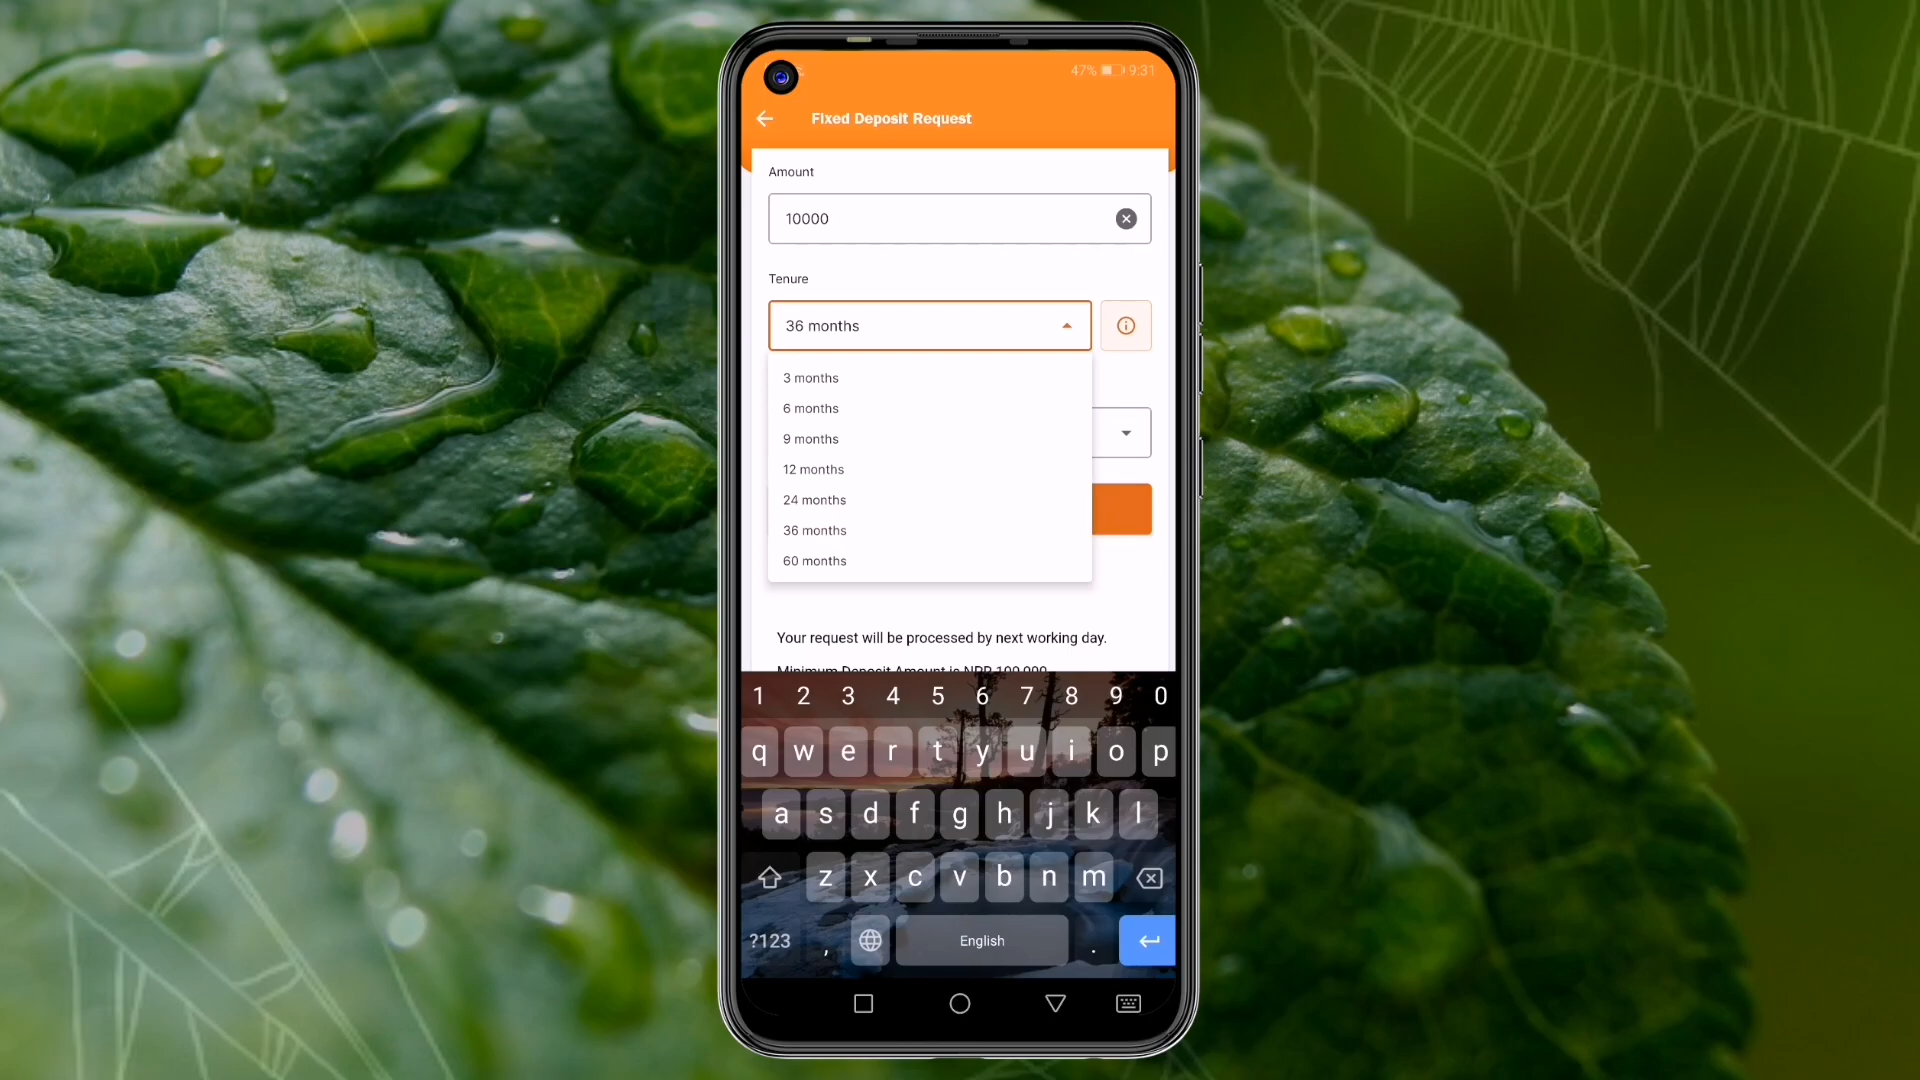 47% 9:31
Fixed Deposit Request
Amount
10000
Tenure
36 months
3 months
6 months
9 months
12 months
24 months
36 months
60 months
Your request will be processed by next working day.
Minimum Deposit Amount is NPR 100,000
1 2 3 4 5 6 7 8 9 0
q w e r t y u i o p
a s d f g h j k l
z x c v b n m
?123 , English .